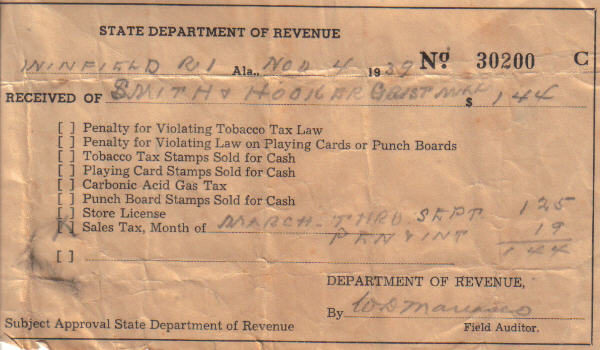 STATE DEPARTMENT OF REVENUE
WINFIELD R1 Ala., NOV 4 1939 No 30200 C
RECEIVED OF SMITH & HOOKER GRIST MILL $ 144
[ ] Penalty for Violating Tobacco Tax Law
[ ] Penalty for Violating Law on Playing Cards or Punch Boards
[ ] Tobacco Tax Stamps Sold for Cash
[ ] Playing Card Stamps Sold for Cash
[ ] Carbonic Acid Gas Tax
[ ] Punch Board Stamps Sold for Cash
[ ] Store License 125
[X] Sales Tax, Month of MARCH - THRU SEPT
PEN & INT 19
[ ] 144
DEPARTMENT OF REVENUE,
By
Subject Approval State Department of Revenue Field Auditor.